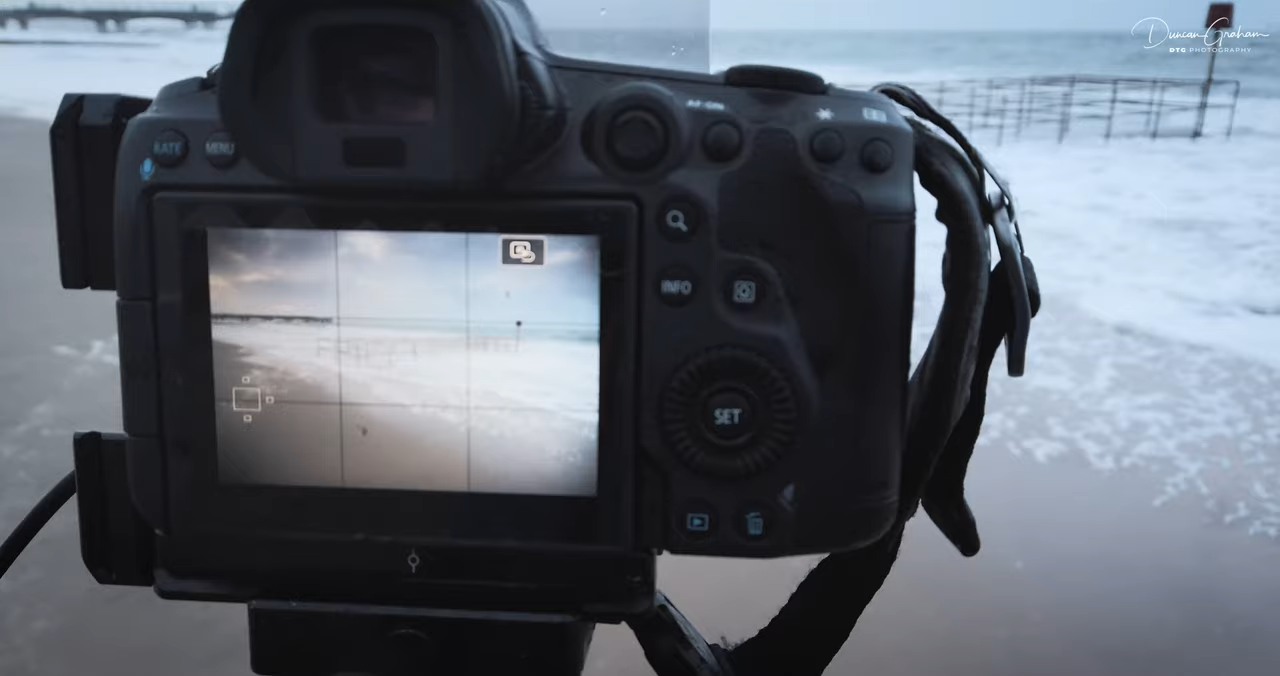 Duncan Graham
DTG PHOTOGRAPHY
AF-ON
RATE
MENU
INFO
SET